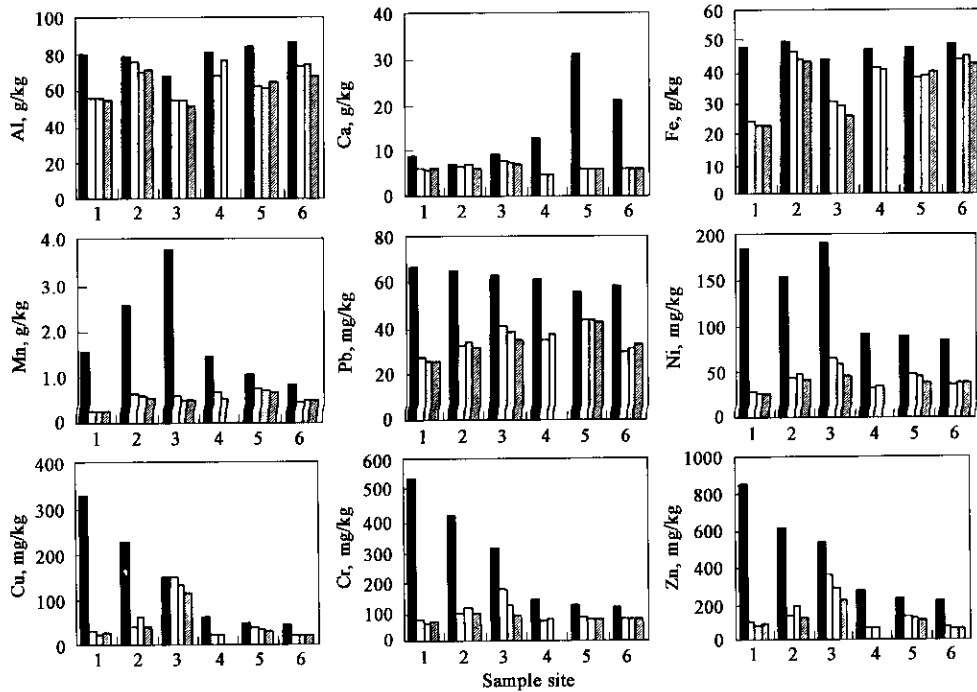 Al, g/kg
100
80
60
40
20
0
1 2 3 4 5 6
Ca, g/kg
40
30
20
10
0
1 2 3 4 5 6
Fe, g/kg
60
50
40
30
20
10
0
1 2 3 4 5 6
Mn, g/kg
4.0
3.0
2.0
1.0
0
1 2 3 4 5 6
Pb, mg/kg
80
60
40
20
0
1 2 3 4 5 6
Ni, mg/kg
200
150
100
50
0
1 2 3 4 5 6
Cu, mg/kg
400
300
200
100
0
1 2 3 4 5 6
Cr, mg/kg
600
500
400
300
200
100
0
1 2 3 4 5 6
Sample site
Zn, mg/kg
1000
800
600
400
200
0
1 2 3 4 5 6